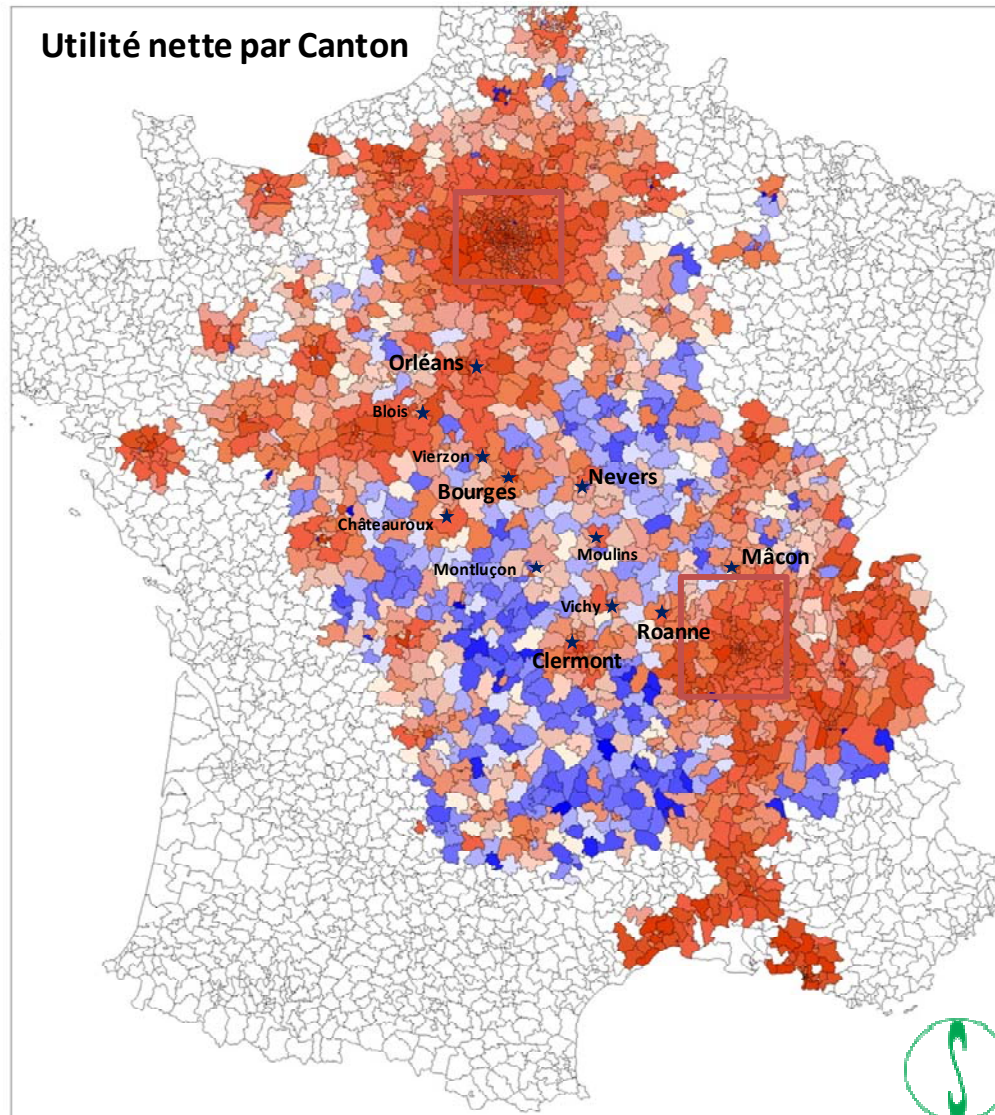 Utilité nette par Canton
Orléans
Blois
Vierzon
Bourges
Nevers
Châteauroux
Moulins
Montluçon
Mâcon
Vichy
Roanne
Clermont
S